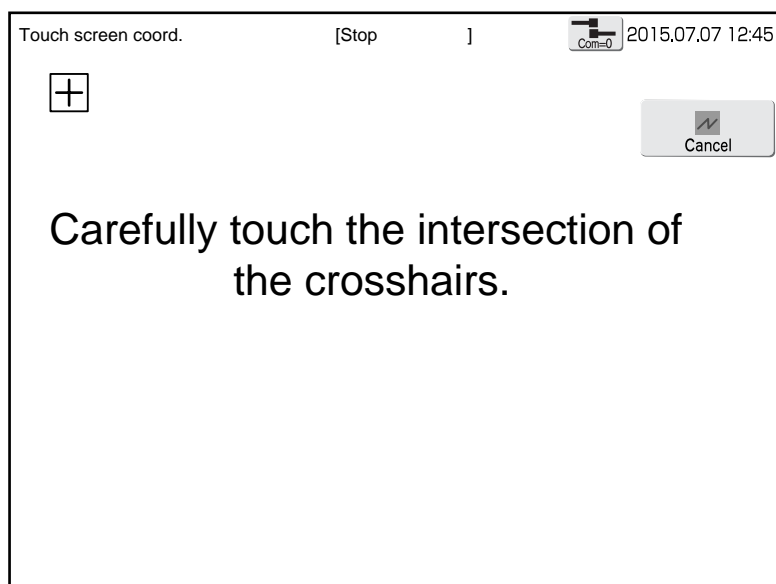 Touch screen coord. [Stop ] Com=0 2015.07.07 12:45
Cancel
Carefully touch the intersection of
the crosshairs.